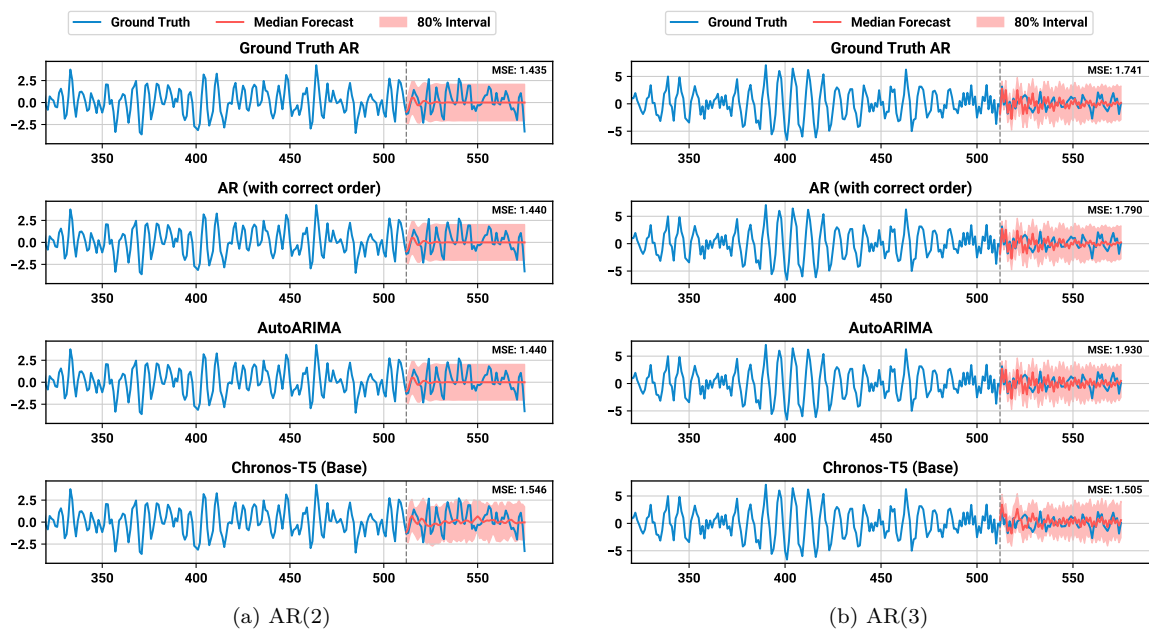 Ground Truth Median Forecast 80% Interval
Ground Truth AR
MSE: 1.435
2.5
0.0
−2.5
350 400 450 500 550
AR (with correct order)
MSE: 1.440
2.5
0.0
−2.5
350 400 450 500 550
AutoARIMA
MSE: 1.440
2.5
0.0
−2.5
350 400 450 500 550
Chronos-T5 (Base)
MSE: 1.546
2.5
0.0
−2.5
350 400 450 500 550
(a) AR(2)
Ground Truth Median Forecast 80% Interval
Ground Truth AR
MSE: 1.741
5
0
−5
350 400 450 500 550
AR (with correct order)
MSE: 1.790
5
0
−5
350 400 450 500 550
AutoARIMA
MSE: 1.930
5
0
−5
350 400 450 500 550
Chronos-T5 (Base)
MSE: 1.505
5
0
−5
350 400 450 500 550
(b) AR(3)